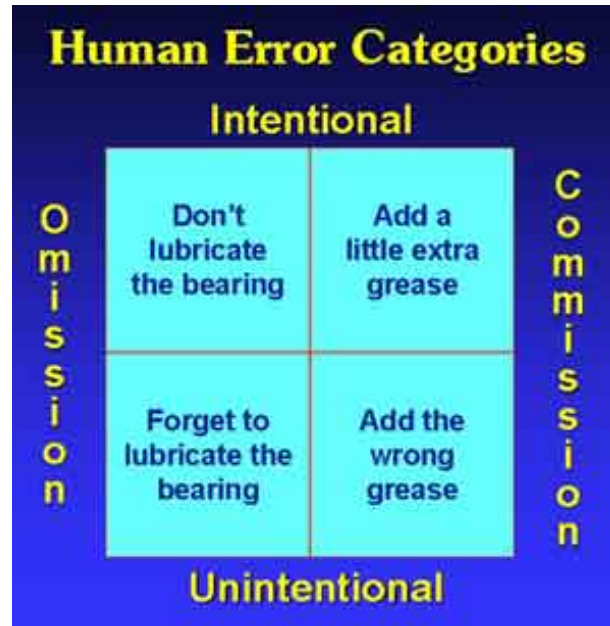 Human Error Categories
Intentional
Omission
Don't
lubricate
the bearing
Add a
little extra
grease
Commission
Forget to
lubricate the
bearing
Add the
wrong
grease
Unintentional